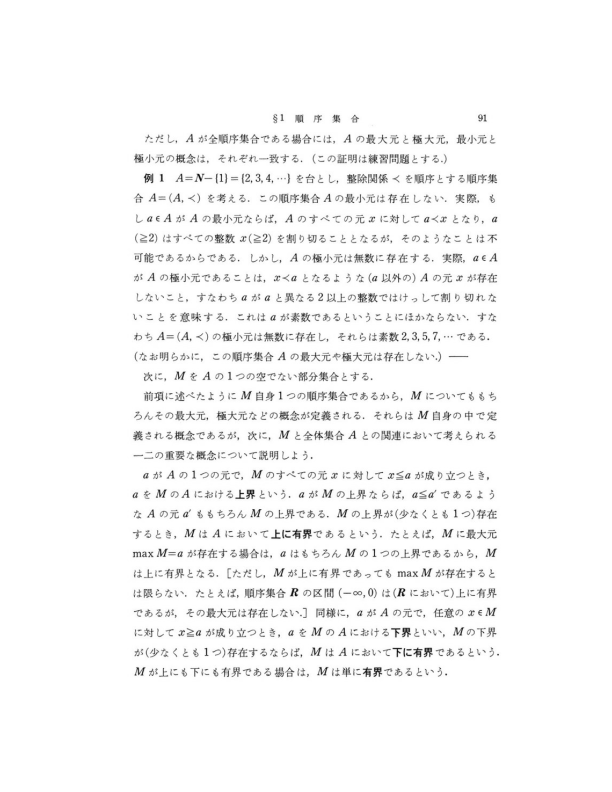 §1 順序集合 91
ただし，A が全順序集合である場合には，A の最大元と極大元，最小元と
極小元の概念は，それぞれ一致する．(この証明は練習問題とする.)
例 1 A=N−{1}={2, 3, 4, …} を台とし，整除関係 ≺ を順序とする順序集
合 A=(A, ≺) を考える．この順序集合 A の最小元は存在しない．実際，も
し a ϵ A が A の最小元ならば，A のすべての元 x に対して a≺x となり，a
(≧2) はすべての整数 x(≧2) を割り切ることとなるが，そのようなことは不
可能であるからである．しかし，A の極小元は無数に存在する．実際，a ϵ A
が A の極小元であることは，x≺a となるような (a 以外の) A の元 x が存在
しないこと，すなわち a が a と異なる 2 以上の整数ではけっして割り切れな
いことを意味する．これは a が素数であるということにほかならない．すな
わち A=(A, ≺) の極小元は無数に存在し，それらは素数 2, 3, 5, 7, … である．
(なお明らかに，この順序集合 A の最大元や極大元は存在しない.) ——
次に，M を A の 1 つの空でない部分集合とする．
前項に述べたように M 自身 1 つの順序集合であるから，M についてももち
ろんその最大元，極大元などの概念が定義される．それらは M 自身の中で定
義される概念であるが，次に，M と全体集合 A との関連において考えられる
一二の重要な概念について説明しよう．
a が A の 1 つの元で，M のすべての元 x に対して x≦a が成り立つとき，
a を M の A における上界という．a が M の上界ならば，a≦a′ であるよう
な A の元 a′ ももちろん M の上界である．M の上界が(少なくとも 1 つ)存在
するとき，M は A において上に有界であるという．たとえば，M に最大元
max M=a が存在する場合は，a はもちろん M の 1 つの上界であるから，M
は上に有界となる．[ただし，M が上に有界であっても max M が存在すると
は限らない．たとえば，順序集合 R の区間 (−∞, 0) は(R において)上に有界
であるが，その最大元は存在しない.] 同様に，a が A の元で，任意の x ϵ M
に対して x≧a が成り立つとき，a を M の A における下界といい，M の下界
が(少なくとも 1 つ)存在するならば，M は A において下に有界であるという．
M が上にも下にも有界である場合は，M は単に有界であるという．